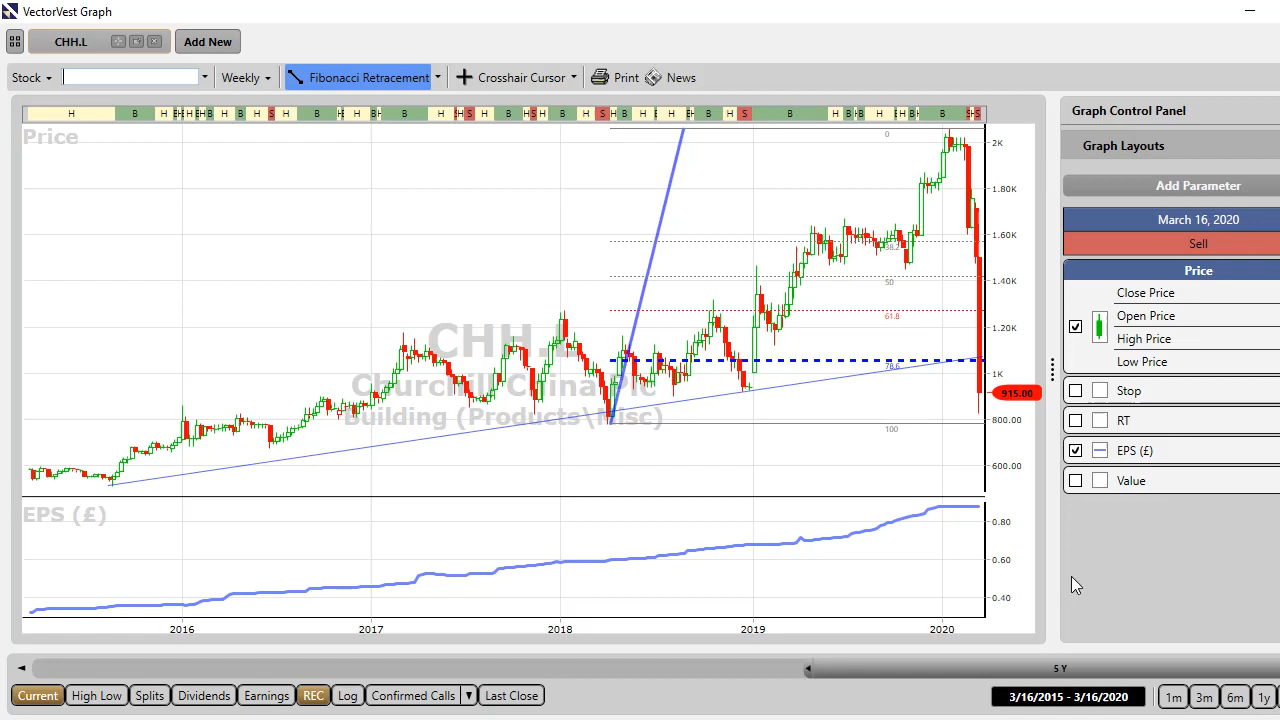 VectorVest Graph
CHH.L
Add New
Stock
Weekly
Fibonacci Retracement
Crosshair Cursor
Print
News
Price
0
38.2
50
61.8
78.6
100
CHH.L
Churchill China Plc
Building (Products\Misc)
2K
1.80K
1.60K
1.40K
1.20K
1K
915.00
800.00
600.00
EPS (£)
0.80
0.60
0.40
2016
2017
2018
2019
2020
Graph Control Panel
Graph Layouts
Add Parameter
March 16, 2020
Sell
Price
Close Price
Open Price
High Price
Low Price
Stop
RT
EPS (£)
Value
5 Y
Current
High Low
Splits
Dividends
Earnings
REC
Log
Confirmed Calls
Last Close
3/16/2015 - 3/16/2020
1m
3m
6m
1y